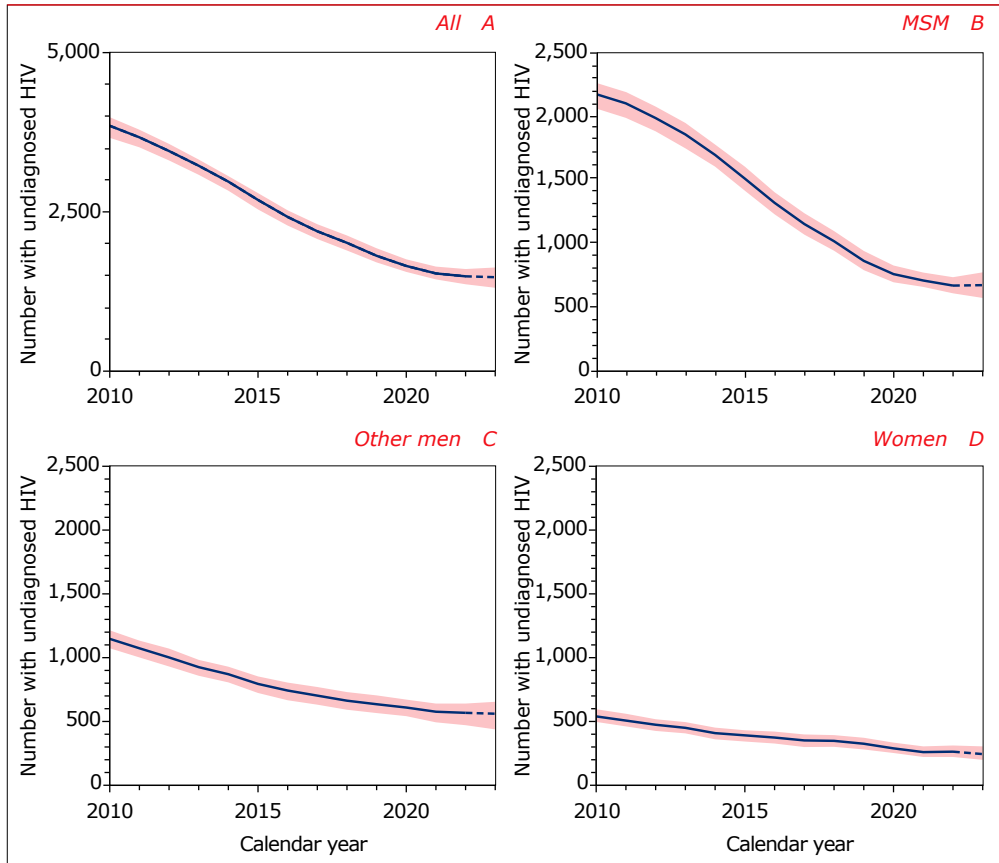 All A
Number with undiagnosed HIV
5,000
2,500
0
2010 2015 2020
MSM B
Number with undiagnosed HIV
2,500
2,000
1,500
1,000
500
0
2010 2015 2020
Other men C
Number with undiagnosed HIV
2,500
2000
1,500
1,000
500
0
2010 2015 2020
Calendar year
Women D
Number with undiagnosed HIV
2,500
2000
1,500
1,000
500
0
2010 2015 2020
Calendar year